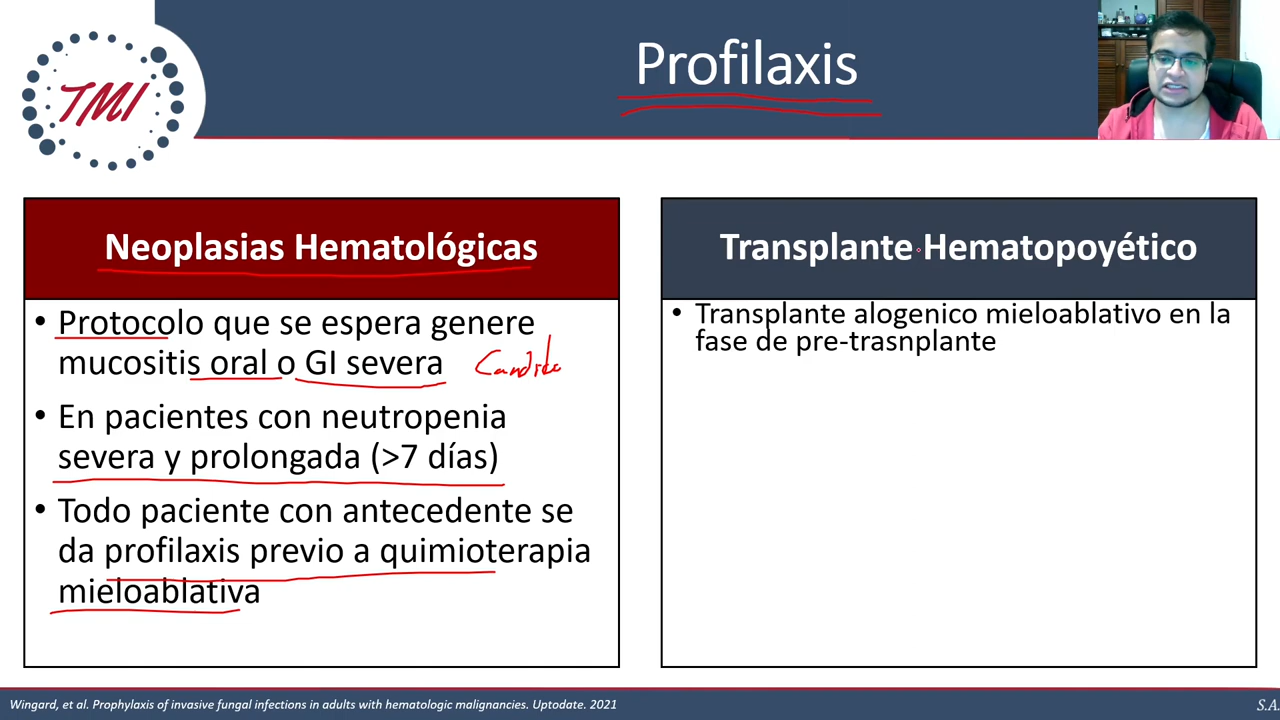 Profilaxis
TMI
Neoplasias Hematológicas
• Protocolo que se espera genere
mucositis oral o GI severa
Candida
• En pacientes con neutropenia
severa y prolongada (>7 días)
• Todo paciente con antecedente se
da profilaxis previo a quimioterapia
mieloablativa
Transplante Hematopoyético
• Transplante alogenico mieloablativo en la
fase de pre-trasnplante
Wingard, et al. Prophylaxis of invasive fungal infections in adults with hematologic malignancies. Uptodate. 2021
S.A.